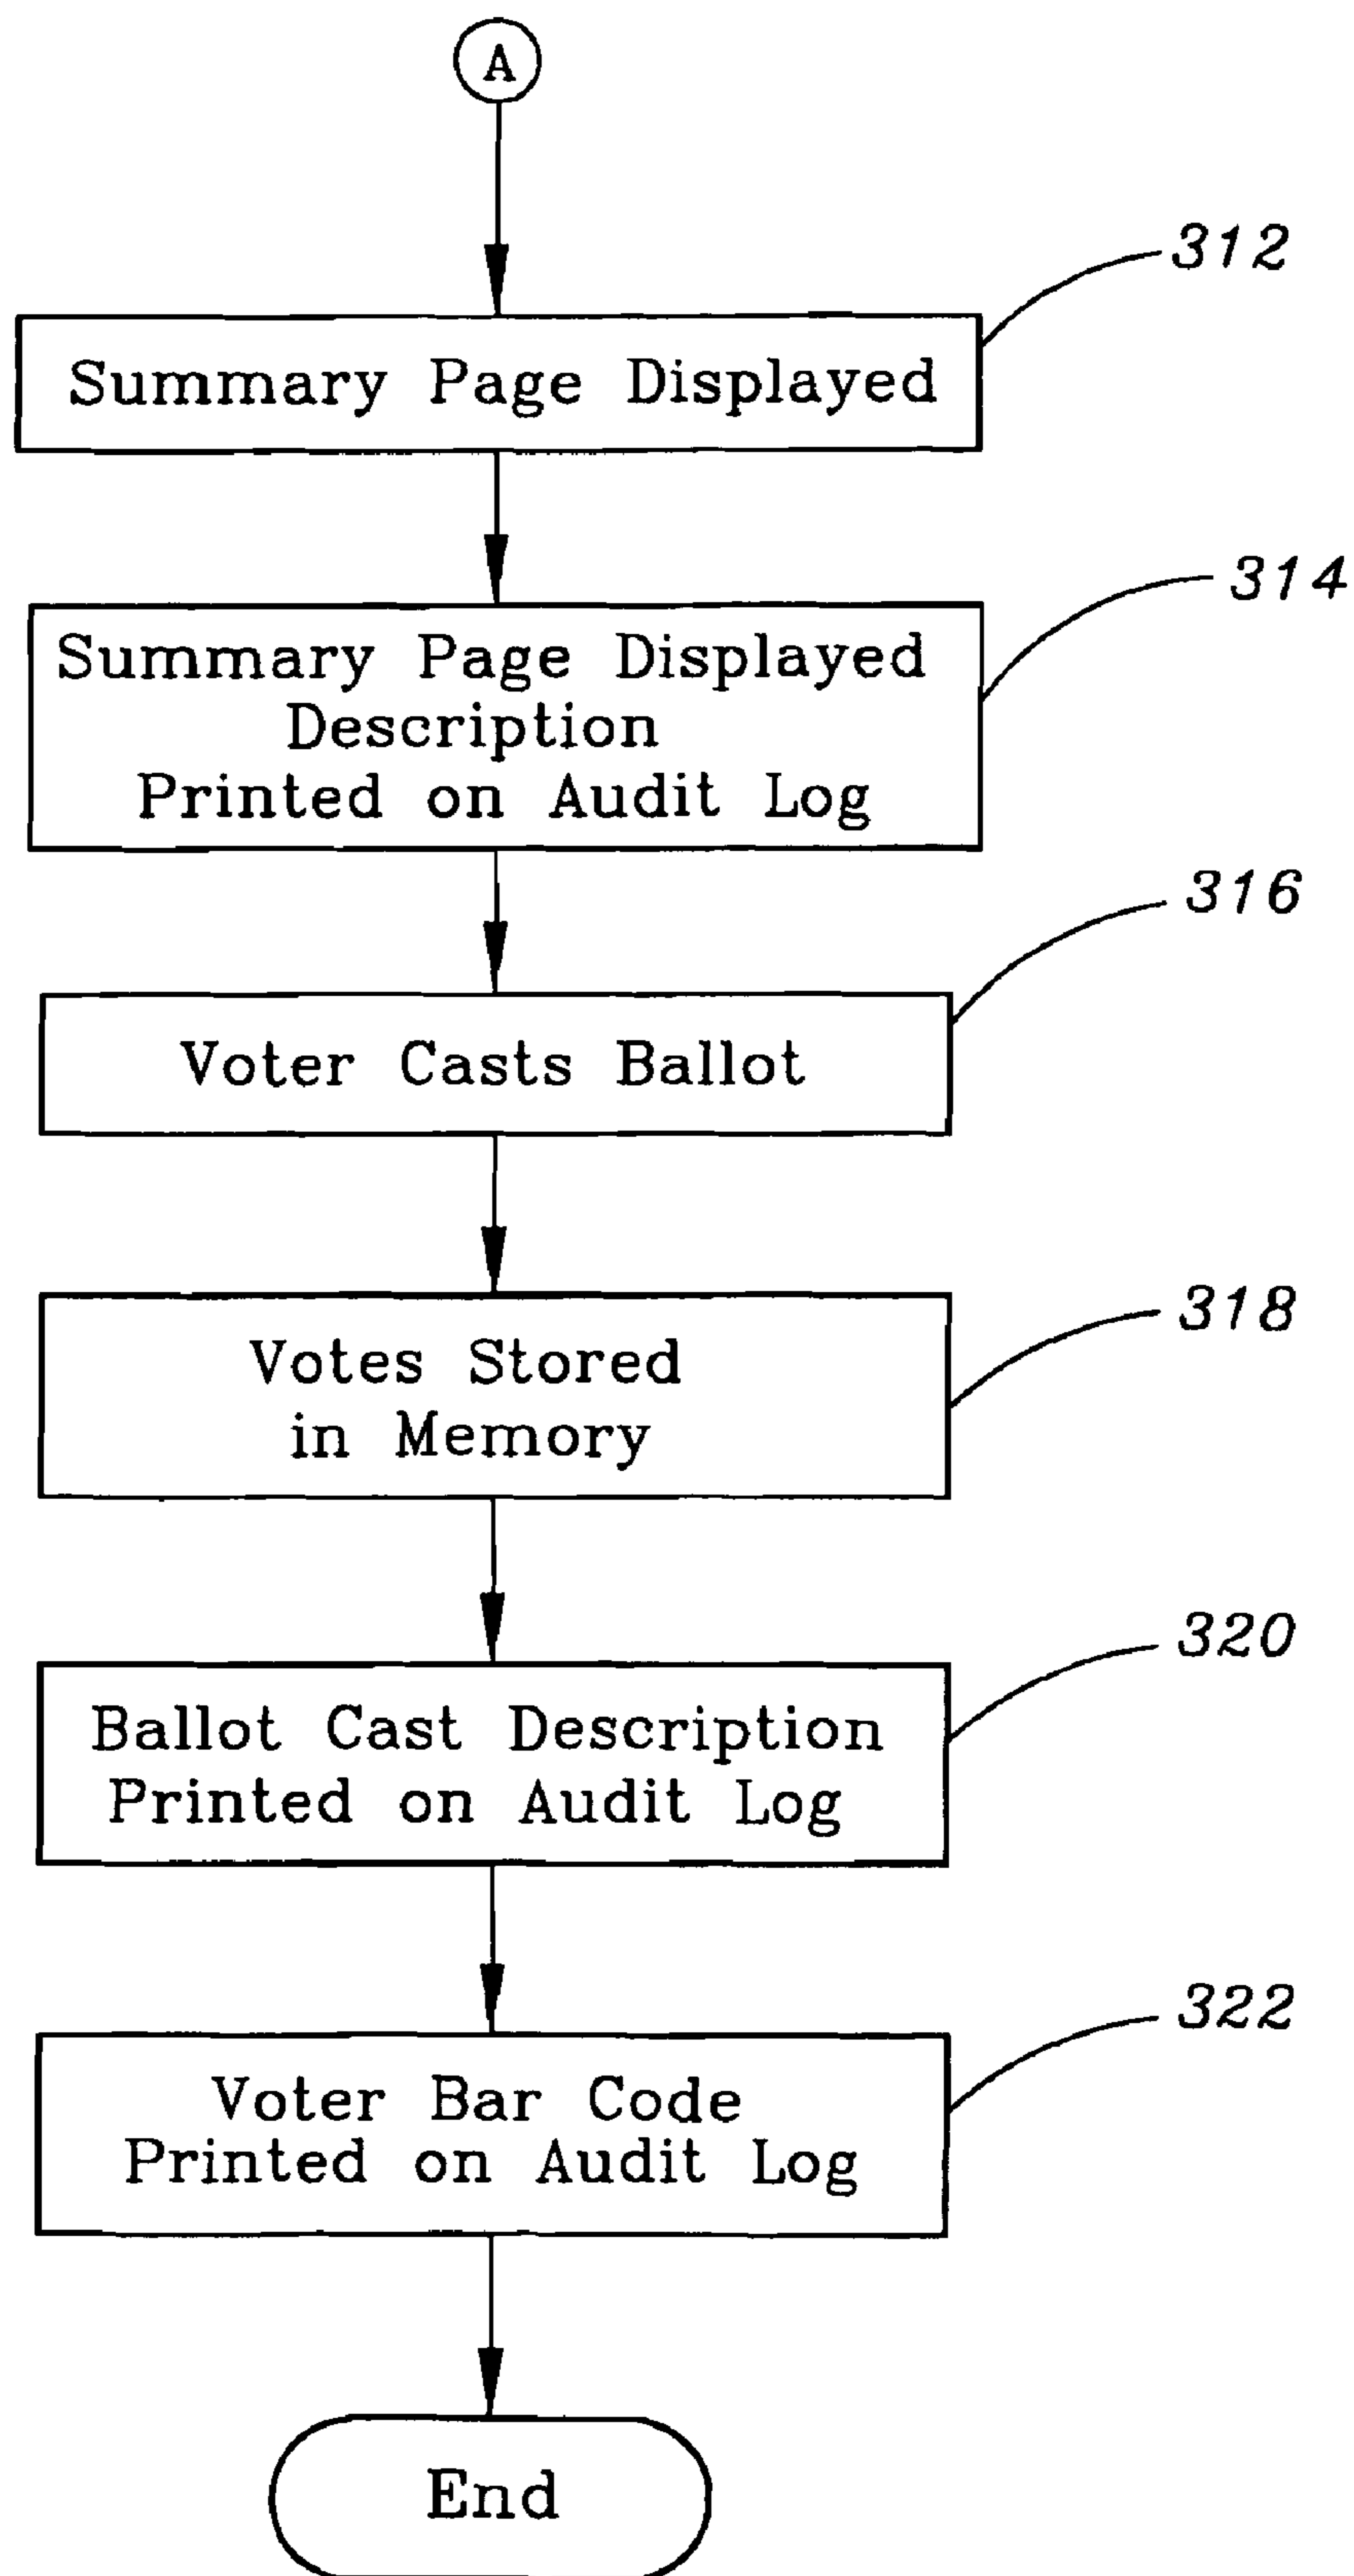 A
312
Summary Page Displayed
314
Summary Page Displayed
Description
Printed on Audit Log
316
Voter Casts Ballot
318
Votes Stored
in Memory
320
Ballot Cast Description
Printed on Audit Log
322
Voter Bar Code
Printed on Audit Log
End